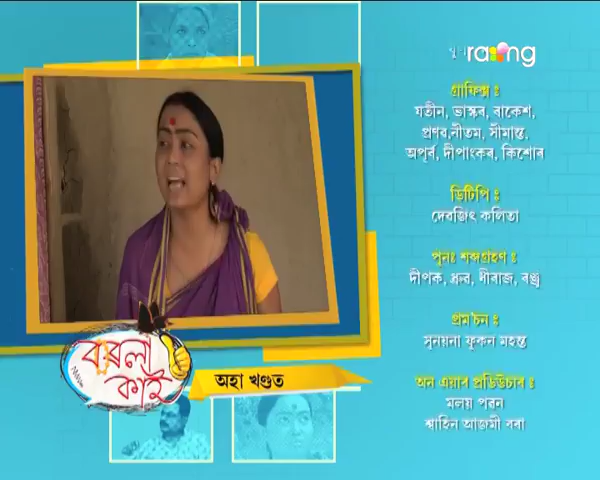 rang
গ্ৰাফিক্স :
যতীন, ভাস্কৰ, ৰাকেশ,
প্ৰণৱ,নীতম, সীমান্ত,
অপূৰ্ব, দীপাংকৰ, কিশোৰ
ডিটিপি :
দেৱজিৎ কলিতা
পুনঃ শব্দগ্ৰহণ :
দীপক, ধ্ৰুৱ, ধীৰাজ, ৰঞ্জু
প্ৰম'চন :
সুনয়না ফুকন মহন্ত
অন এয়াৰ প্ৰডিউচাৰ :
মলয় পৱন
শ্বাহিন আজমী বৰা
বৰলা
কাই
অহা খণ্ডত